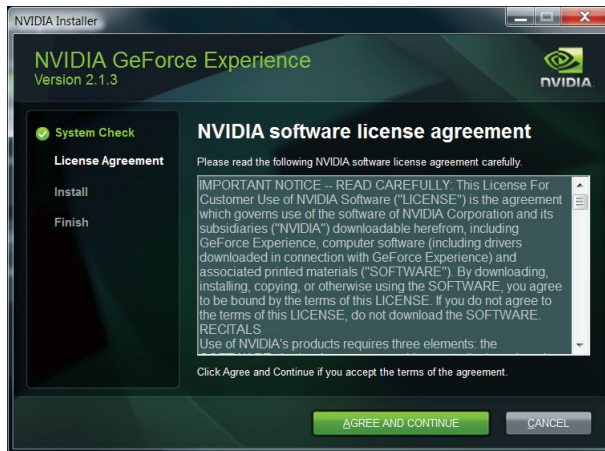 NVIDIA Installer
NVIDIA GeForce Experience
Version 2.1.3
NVIDIA.
System Check
License Agreement
Install
Finish
NVIDIA software license agreement
Please read the following NVIDIA software license agreement carefully.
IMPORTANT NOTICE -- READ CAREFULLY: This License For
Customer Use of NVIDIA Software ("LICENSE") is the agreement
which governs use of the software of NVIDIA Corporation and its
subsidiaries ("NVIDIA") downloadable herefrom, including
GeForce Experience, computer software (including drivers
downloaded in connection with GeForce Experience) and
associated printed materials ("SOFTWARE"). By downloading,
installing, copying, or otherwise using the SOFTWARE, you agree
to be bound by the terms of this LICENSE. If you do not agree to
the terms of this LICENSE, do not download the SOFTWARE.
RECITALS
Use of NVIDIA's products requires three elements: the
Click Agree and Continue if you accept the terms of the agreement.
AGREE AND CONTINUE
CANCEL